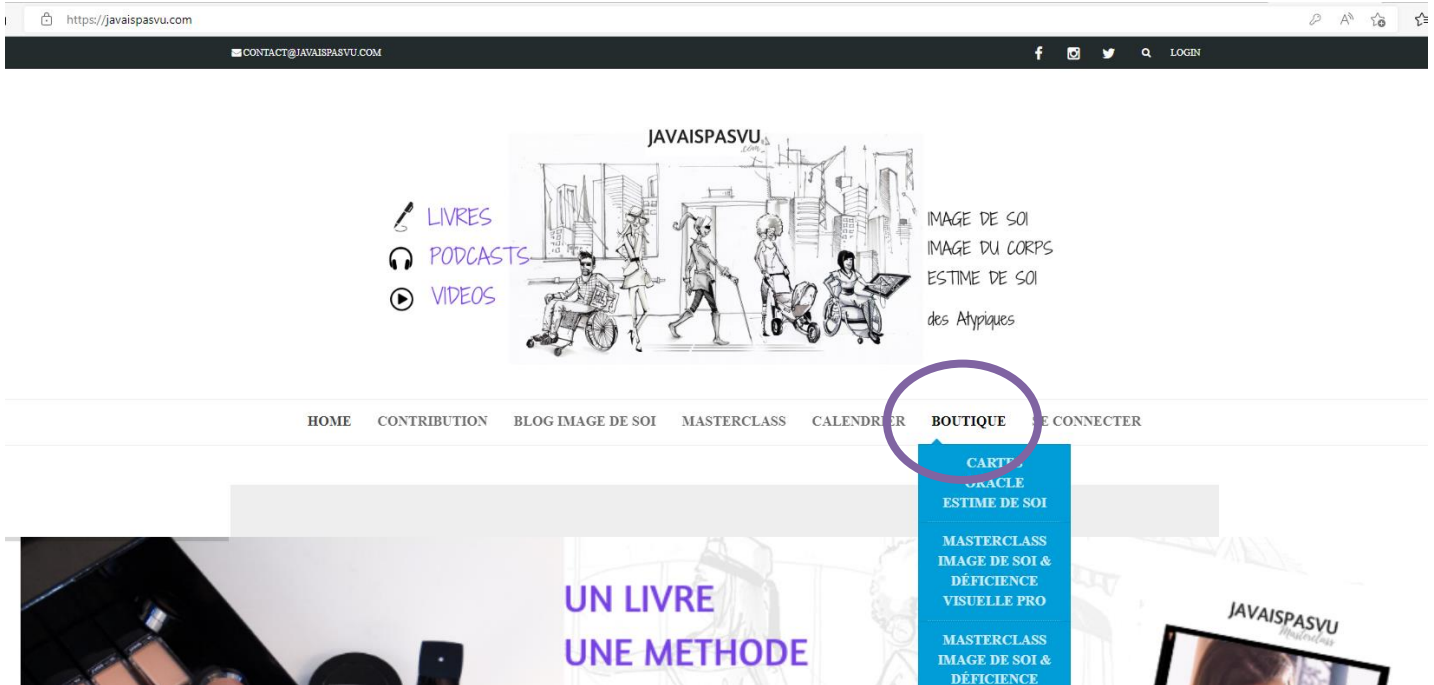 https://javaispasvu.com
CONTACT@JAVAISPASVU.COM
LOGIN
JAVAISPASVU
.com
LIVRES
PODCASTS
VIDEOS
IMAGE DE SOI
IMAGE DU CORPS
ESTIME DE SOI
des Atypiques
HOME CONTRIBUTION BLOG IMAGE DE SOI MASTERCLASS CALENDRIER BOUTIQUE SE CONNECTER
CARTES
ORACLE
ESTIME DE SOI
MASTERCLASS
IMAGE DE SOI &
DÉFICIENCE
VISUELLE PRO
MASTERCLASS
IMAGE DE SOI &
DÉFICIENCE
UN LIVRE
UNE METHODE
JAVAISPASVU
Masterclass